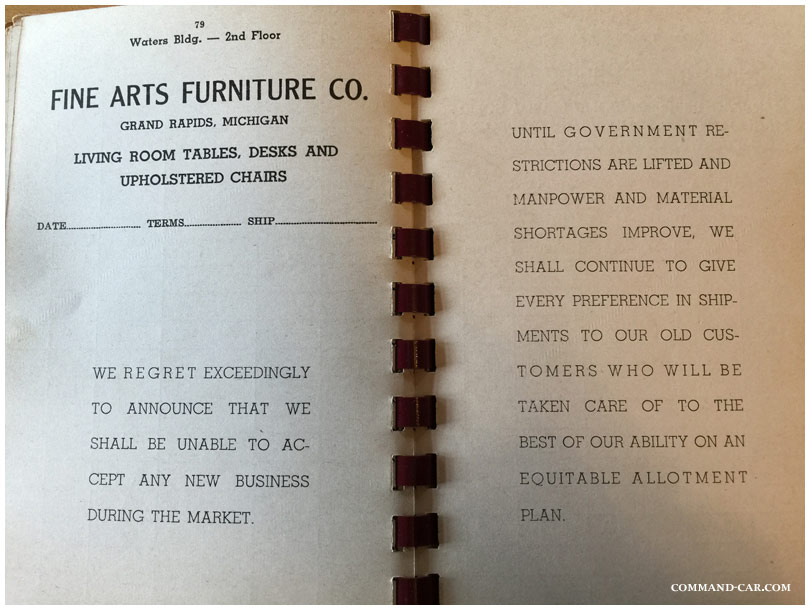 79
Waters Bldg. — 2nd Floor
FINE ARTS FURNITURE CO.
GRAND RAPIDS, MICHIGAN
LIVING ROOM TABLES, DESKS AND
UPHOLSTERED CHAIRS
DATE........................ TERMS.................. SHIP................................
WE REGRET EXCEEDINGLY
TO ANNOUNCE THAT WE
SHALL BE UNABLE TO AC-
CEPT ANY NEW BUSINESS
DURING THE MARKET.
UNTIL GOVERNMENT RE-
STRICTIONS ARE LIFTED AND
MANPOWER AND MATERIAL
SHORTAGES IMPROVE, WE
SHALL CONTINUE TO GIVE
EVERY PREFERENCE IN SHIP-
MENTS TO OUR OLD CUS-
TOMERS WHO WILL BE
TAKEN CARE OF TO THE
BEST OF OUR ABILITY ON AN
EQUITABLE ALLOTMENT
PLAN.
COMMAND-CAR.COM